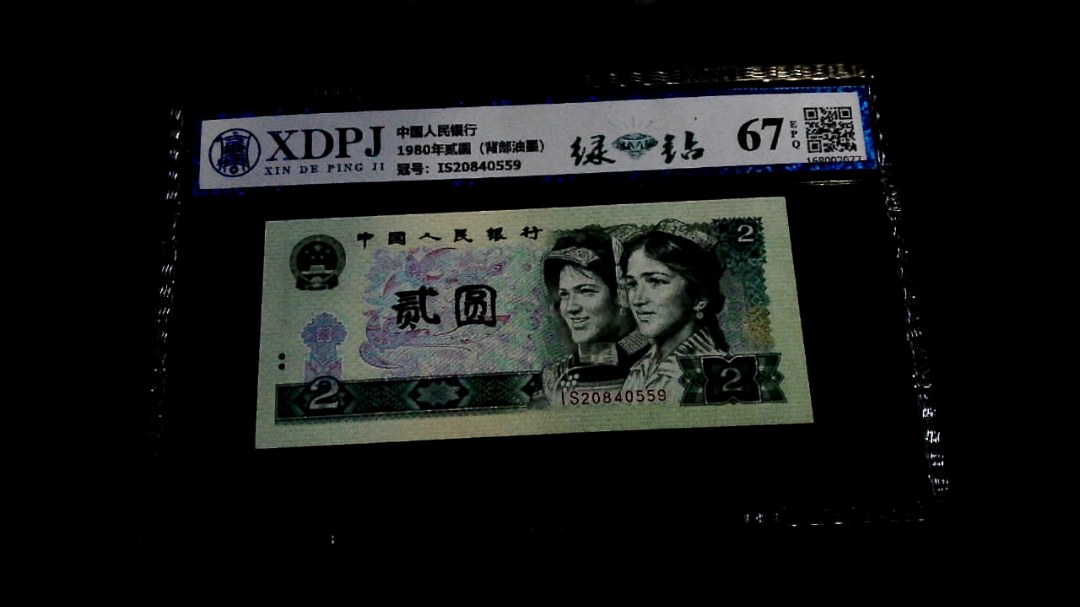 XDPJ
XIN DE PING JI
中國人民银行
1980年贰圆（背部油墨）
冠号：IS20840559
绿 钻
67
EPQ
中国人民银行
2
贰圆
2
2
IS20840559